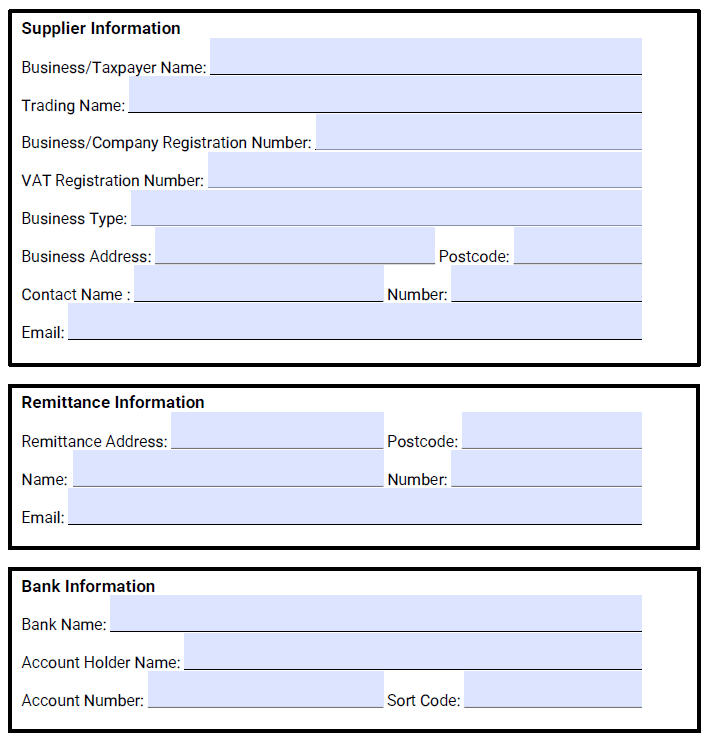 Supplier Information
Business/Taxpayer Name:
Trading Name:
Business/Company Registration Number:
VAT Registration Number:
Business Type:
Business Address: Postcode:
Contact Name : Number:
Email:
Remittance Information
Remittance Address: Postcode:
Name: Number:
Email:
Bank Information
Bank Name:
Account Holder Name:
Account Number: Sort Code: